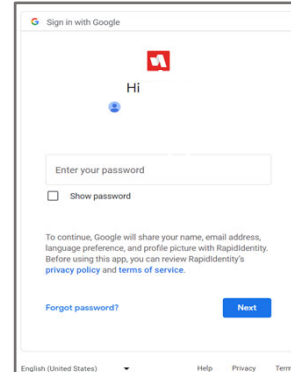 Sign in with Google
Hi
Enter your password
Show password
To continue, Google will share your name, email address,
language preference, and profile picture with RapidIdentity.
Before using this app, you can review RapidIdentity's
privacy policy and terms of service.
Forgot password?
Next
English (United States)
Help
Privacy
Term